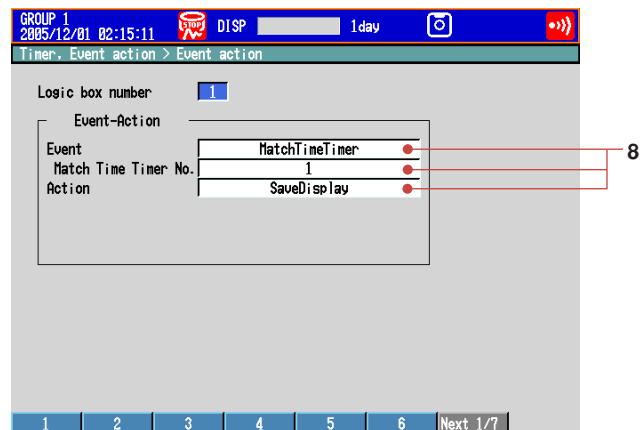 GROUP 1
2005/12/01 02:15:11 STOP DISP 1day
Timer, Event action > Event action
Logic box number 1
Event-Action
Event MatchTimeTimer
Match Time Timer No. 1
Action SaveDisplay
8
1 2 3 4 5 6 Next 1/7